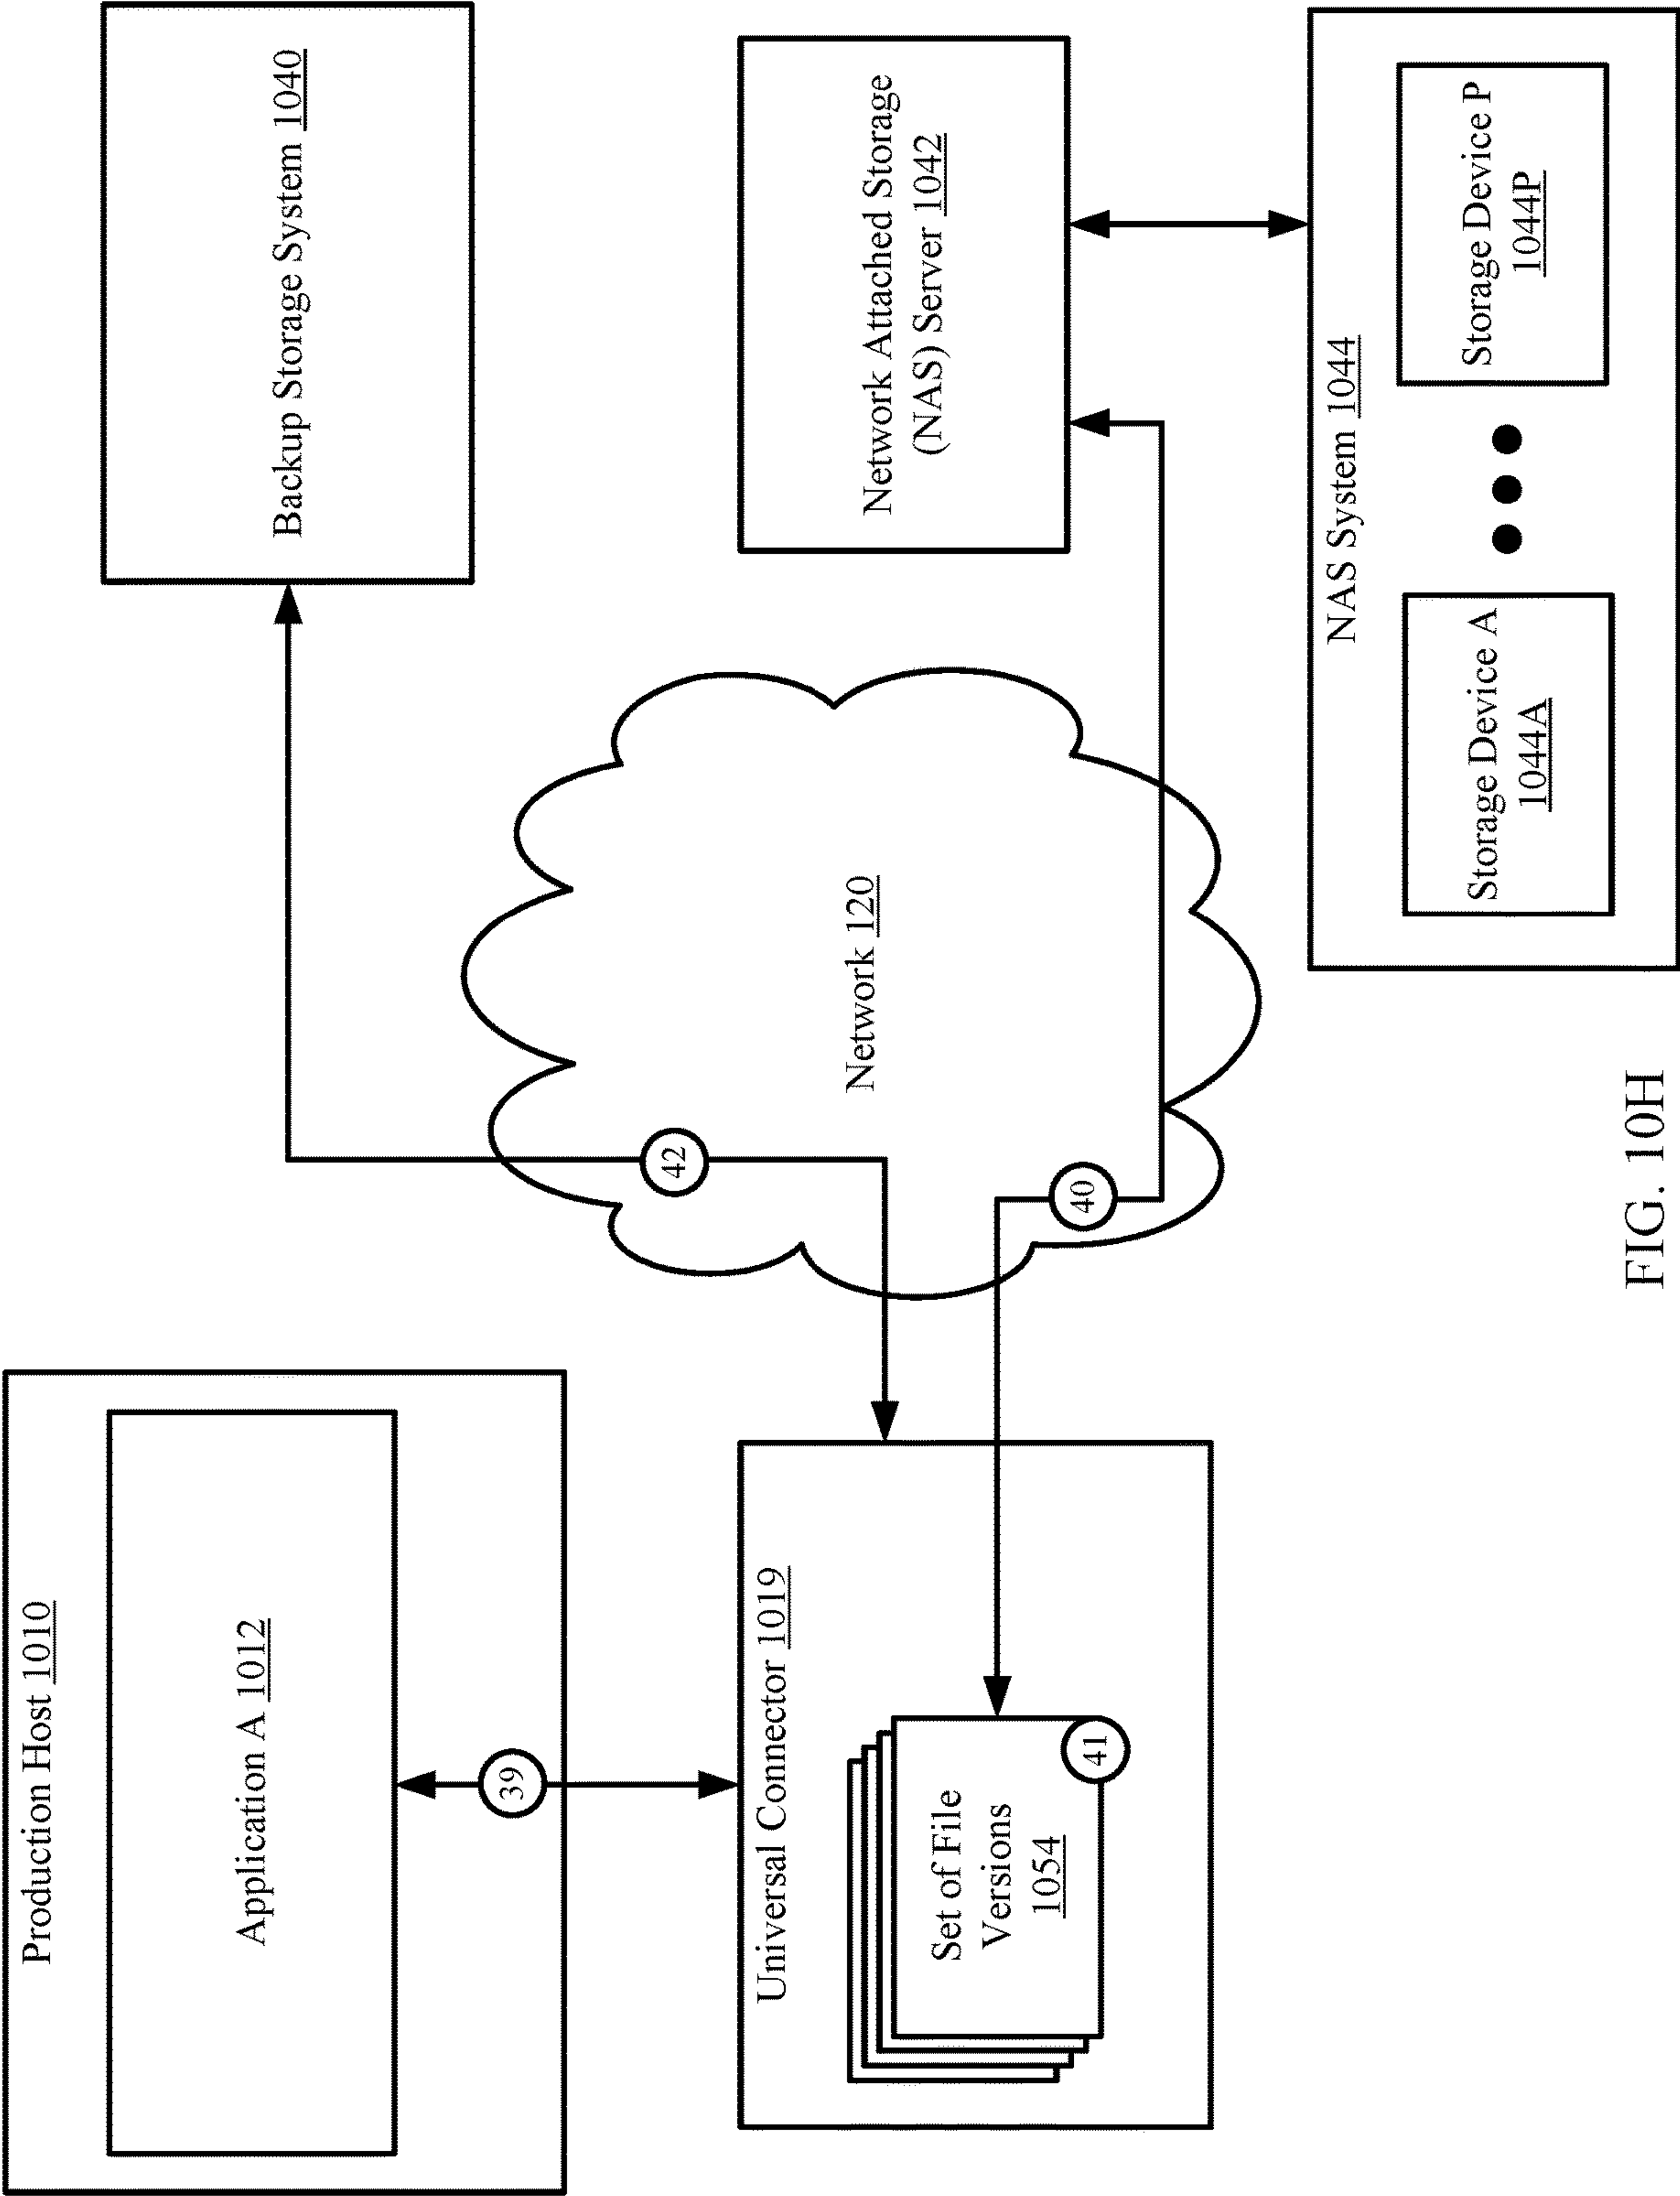 Production Host 1010
Application A 1012
39
Universal Connector 1019
Set of File
Versions
1054
41
42
40
Network 120
Backup Storage System 1040
Network Attached Storage
(NAS) Server 1042
NAS System 1044
Storage Device A
1044A
Storage Device P
1044P
FIG. 10H